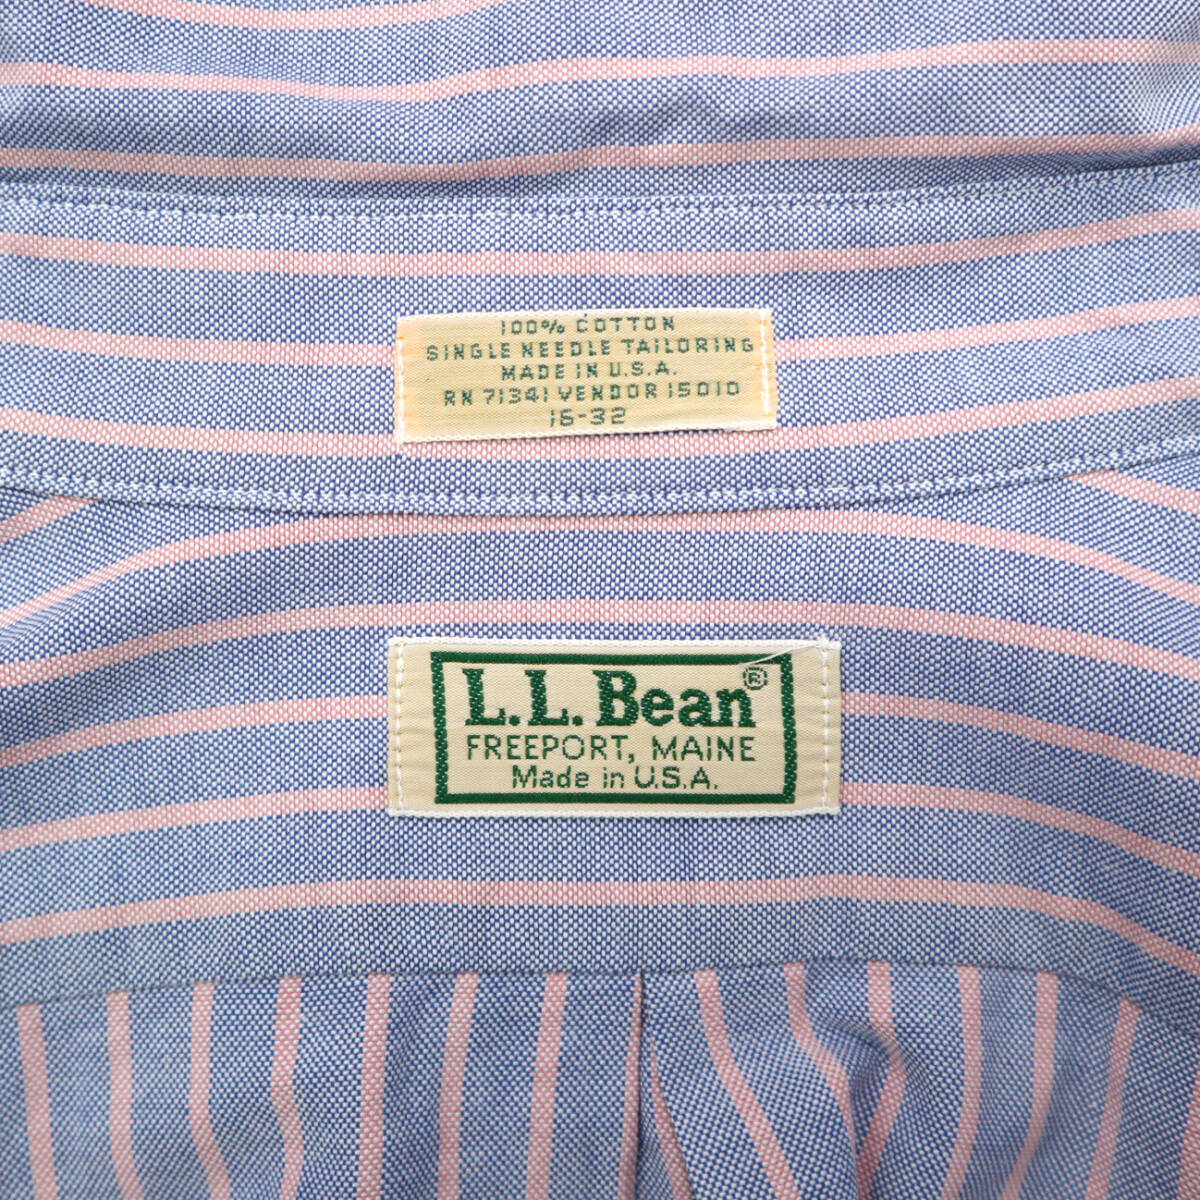 100% COTTON
SINGLE NEEDLE TAILORING
MADE IN U.S.A.
RN 71341 VENDOR 15010
16-32
L.L.Bean®
FREEPORT, MAINE
Made in U.S.A.